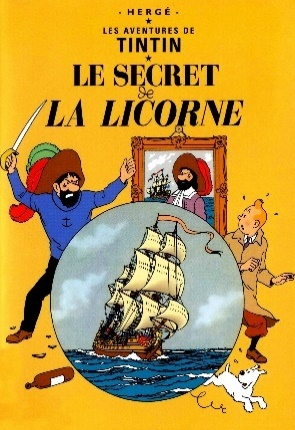 · HERGÉ ·
★
LES AVENTURES DE
TINTIN
★
LE SECRET
de
LA LICORNE